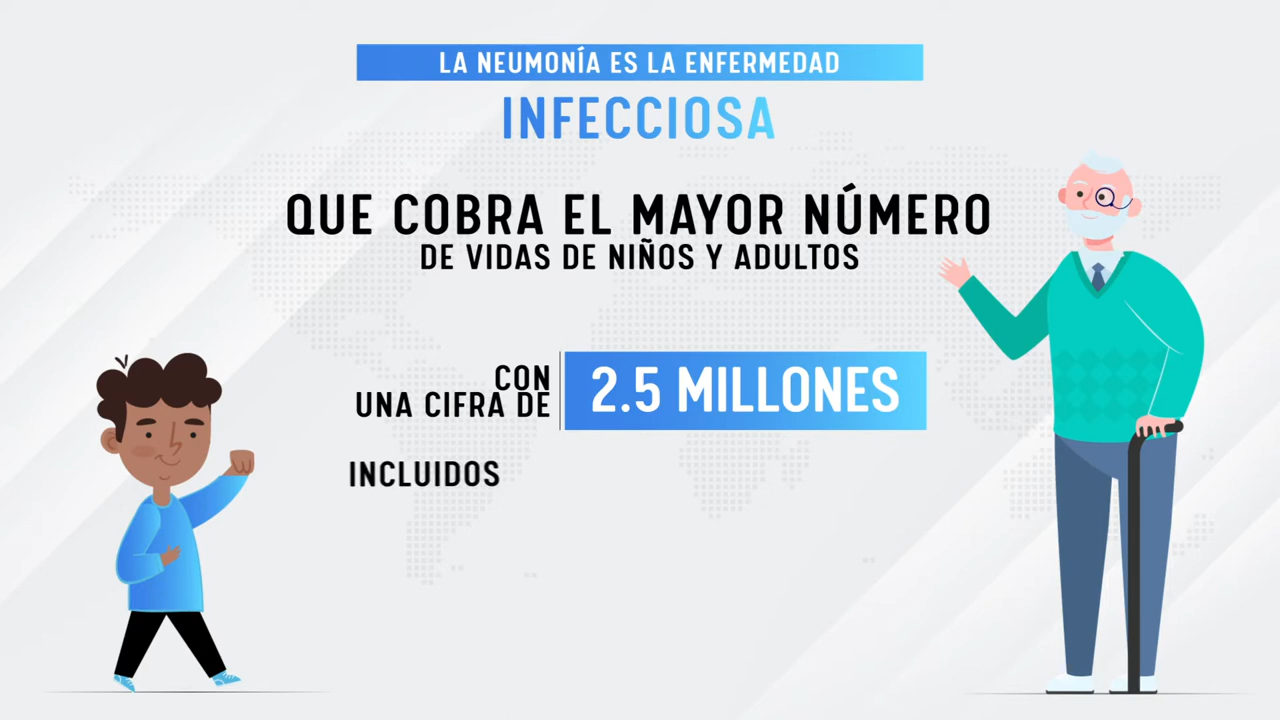 LA NEUMONÍA ES LA ENFERMEDAD
INFECCIOSA
QUE COBRA EL MAYOR NÚMERO
DE VIDAS DE NIÑOS Y ADULTOS
CON
UNA CIFRA DE
2.5 MILLONES
INCLUIDOS